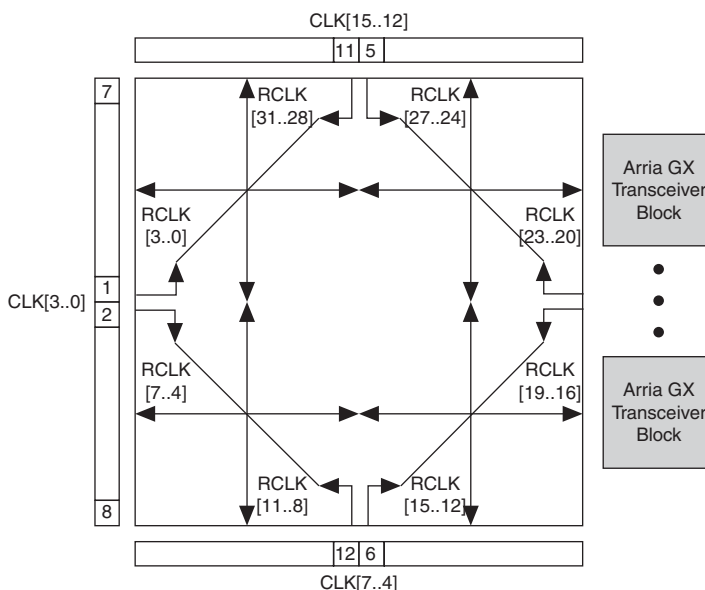 CLK[15..12]
11 5
7
RCLK
[31..28]
RCLK
[27..24]
Arria GX
Transceiver
Block
RCLK
[3..0]
RCLK
[23..20]
CLK[3..0]
1
2
RCLK
[7..4]
RCLK
[19..16]
Arria GX
Transceiver
Block
RCLK
[11..8]
RCLK
[15..12]
8
12 6
CLK[7..4]